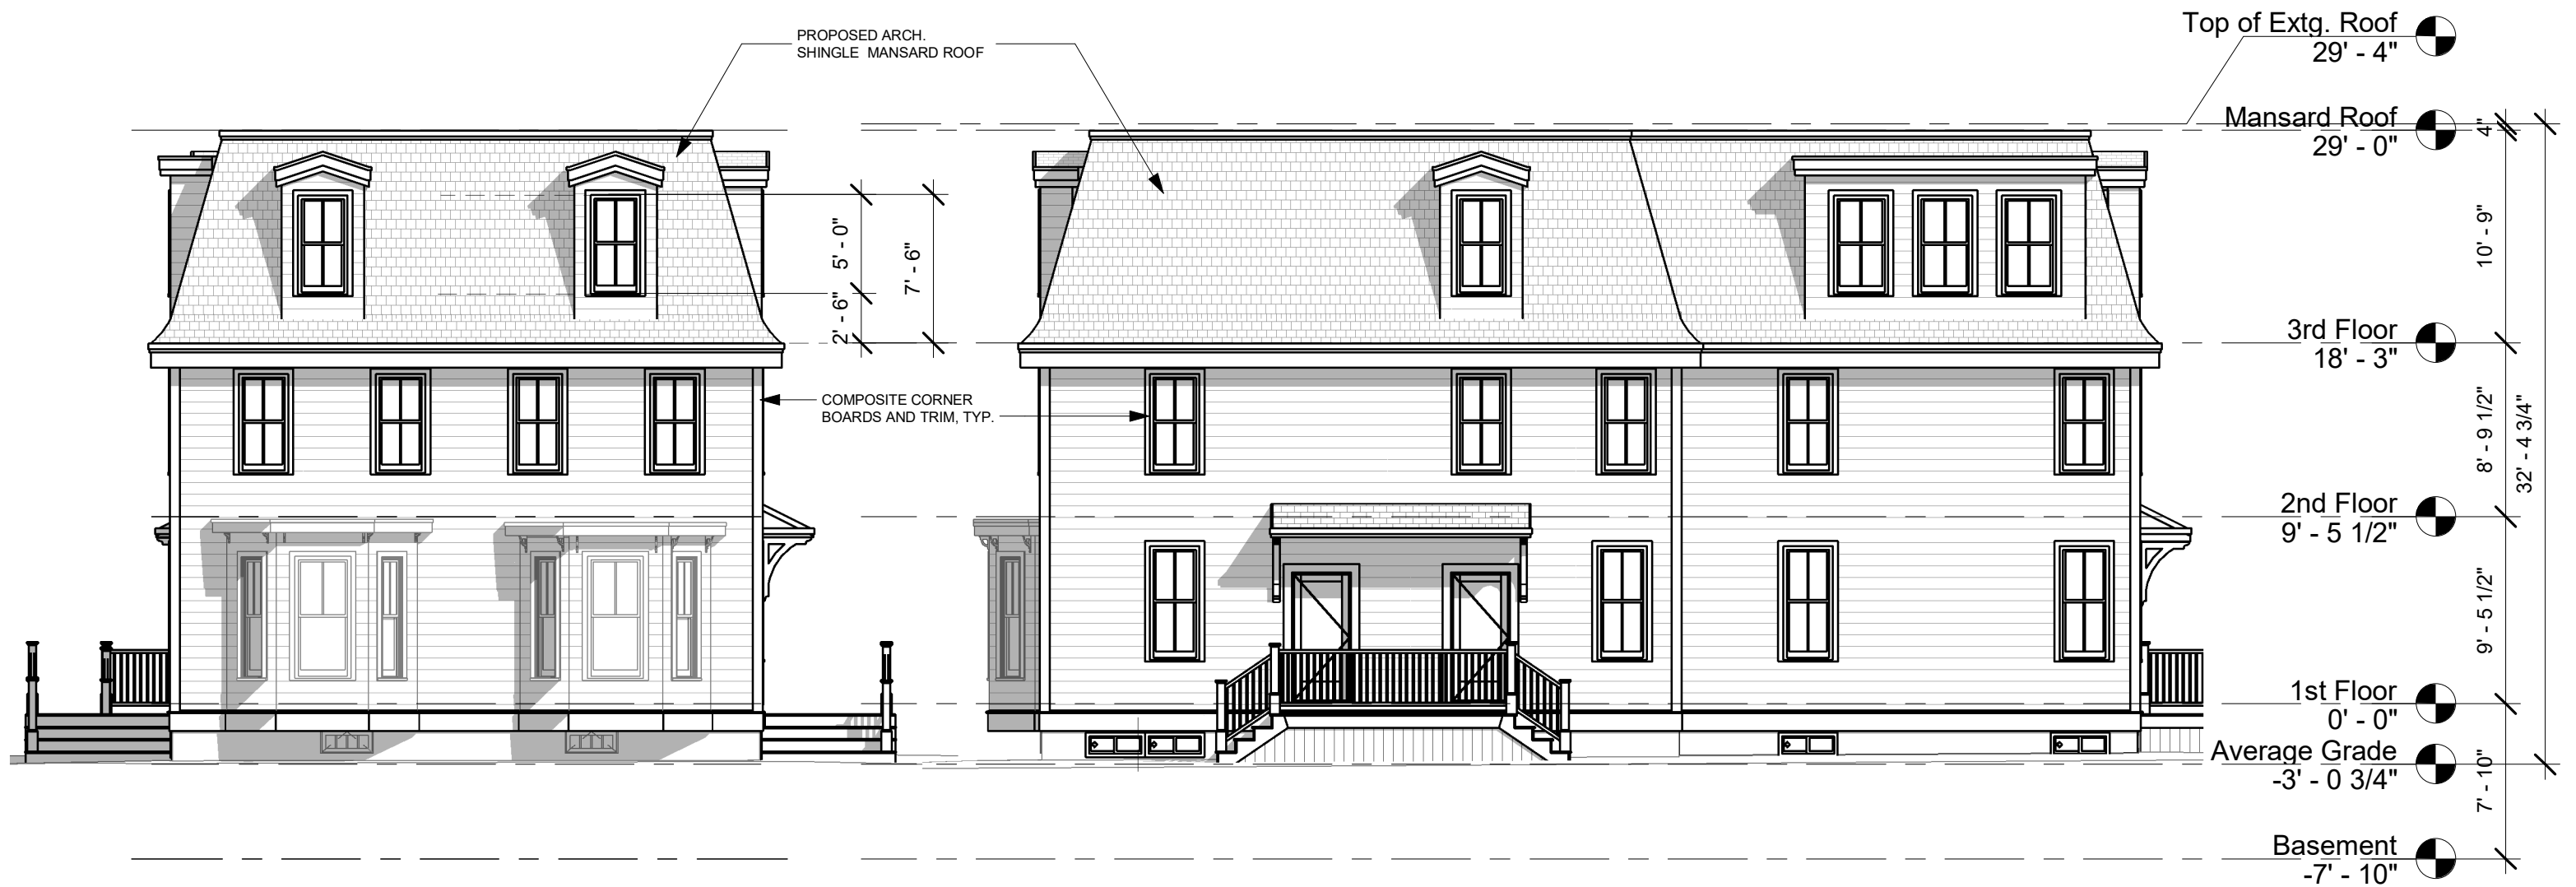 PROPOSED ARCH.
SHINGLE MANSARD ROOF
Top of Extg. Roof
29' - 4"
Mansard Roof
29' - 0"
4"
10' - 9"
5' - 0"
2' - 6"
7' - 6"
3rd Floor
18' - 3"
COMPOSITE CORNER
BOARDS AND TRIM, TYP.
8' - 9 1/2"
32' - 4 3/4"
2nd Floor
9' - 5 1/2"
9' - 5 1/2"
1st Floor
0' - 0"
Average Grade
-3' - 0 3/4"
7' - 10"
Basement
-7' - 10"